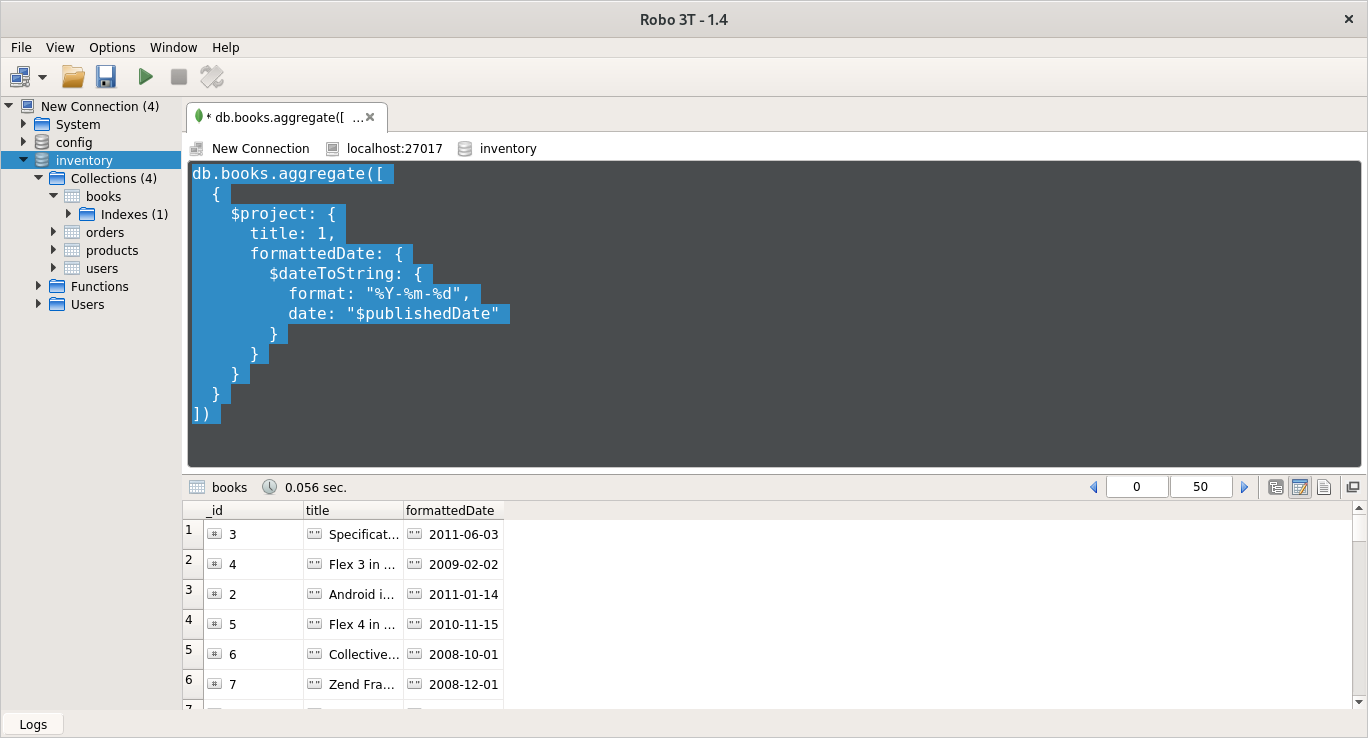 Robo 3T - 1.4
File View Options Window Help
New Connection (4)
System
config
inventory
Collections (4)
books
Indexes (1)
orders
products
users
Functions
Users
* db.books.aggregate([ ...
New Connection localhost:27017 inventory
db.books.aggregate([
  {
    $project: {
      title: 1,
      formattedDate: {
        $dateToString: {
          format: "%Y-%m-%d",
          date: "$publishedDate"
        }
      }
    }
  }
])
books 0.056 sec. 0 50
_id title formattedDate
1 3 Specificat... 2011-06-03
2 4 Flex 3 in ... 2009-02-02
3 2 Android i... 2011-01-14
4 5 Flex 4 in ... 2010-11-15
5 6 Collective... 2008-10-01
6 7 Zend Fra... 2008-12-01
Logs